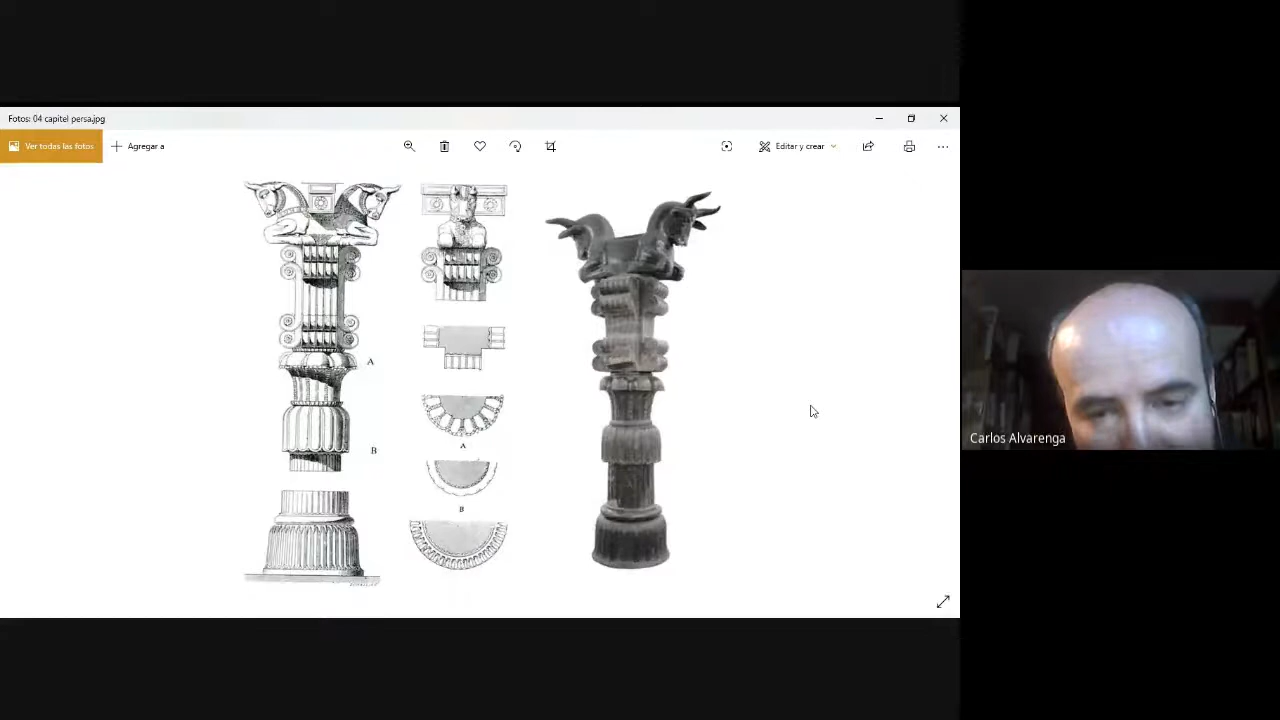 Fotos: 04 capitel persa.jpg
Ver todas las fotos
Agregar a
Editar y crear
A
B
A
B
Carlos Alvarenga